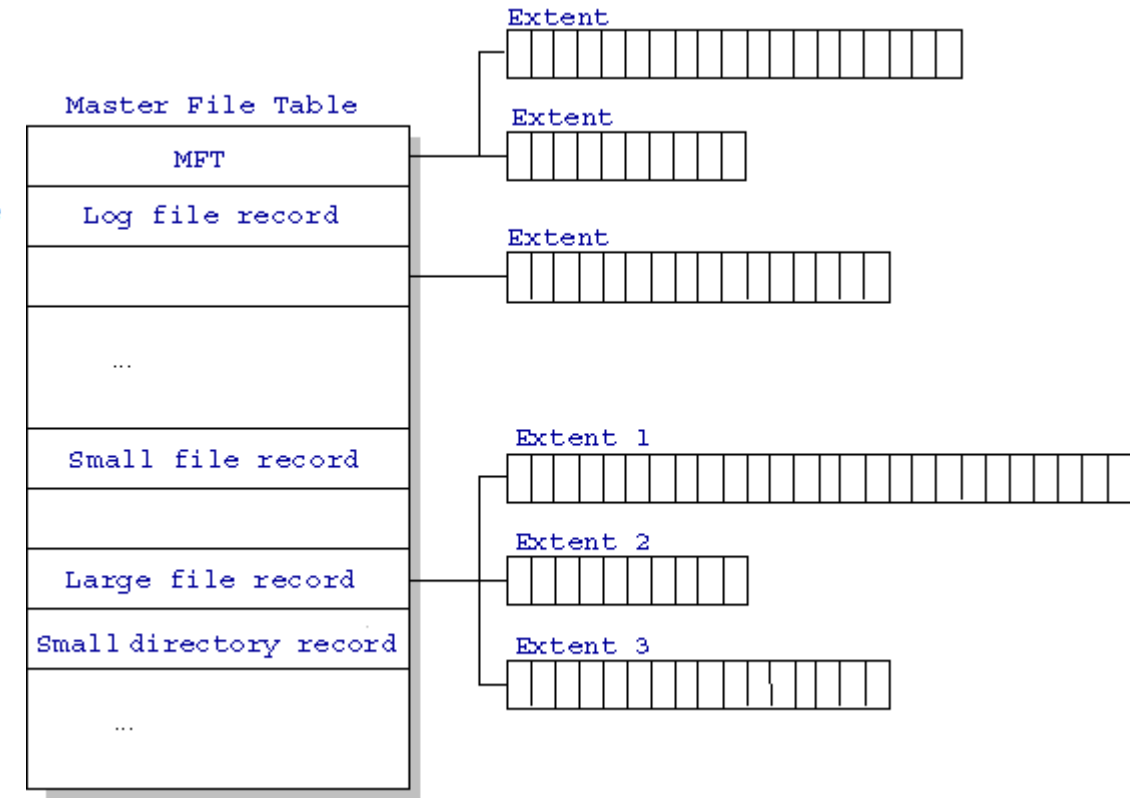 Extent
Master File Table
Extent
MFT
Log file record
Extent
...
Extent 1
Small file record
Extent 2
Large file record
Small directory record
Extent 3
...